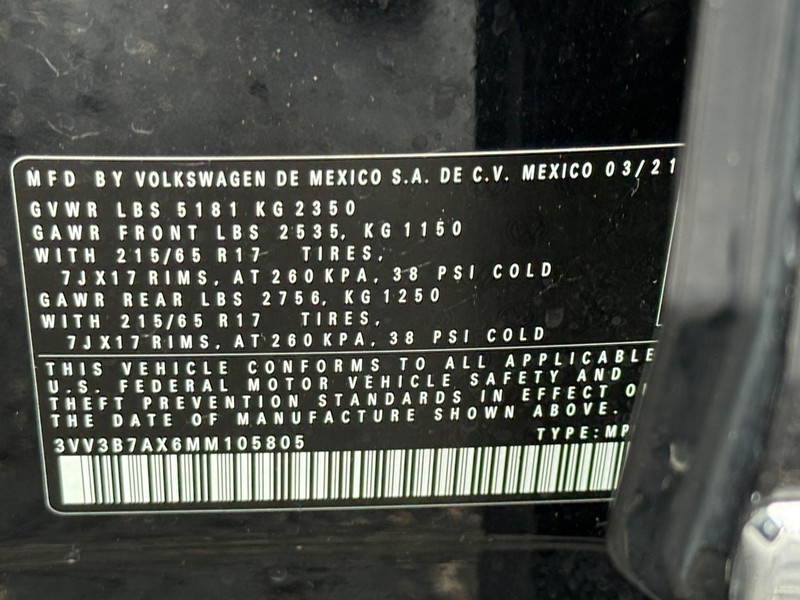 MFD BY VOLKSWAGEN DE MEXICO S.A. DE C.V. MEXICO 03/21
GVWR LBS 5181 KG 2350
GAWR FRONT LBS 2535, KG 1150
WITH 215/65 R17 TIRES,
7JX17 RIMS, AT 260 KPA, 38 PSI COLD
GAWR REAR LBS 2756, KG 1250
WITH 215/65 R17 TIRES,
7JX17 RIMS, AT 260 KPA, 38 PSI COLD
THIS VEHICLE CONFORMS TO ALL APPLICABLE
U.S. FEDERAL MOTOR VEHICLE SAFETY AND
THEFT PREVENTION STANDARDS IN EFFECT
THE DATE OF MANUFACTURE SHOWN ABOVE.
3VV3B7AX6MM105805 TYPE:MP